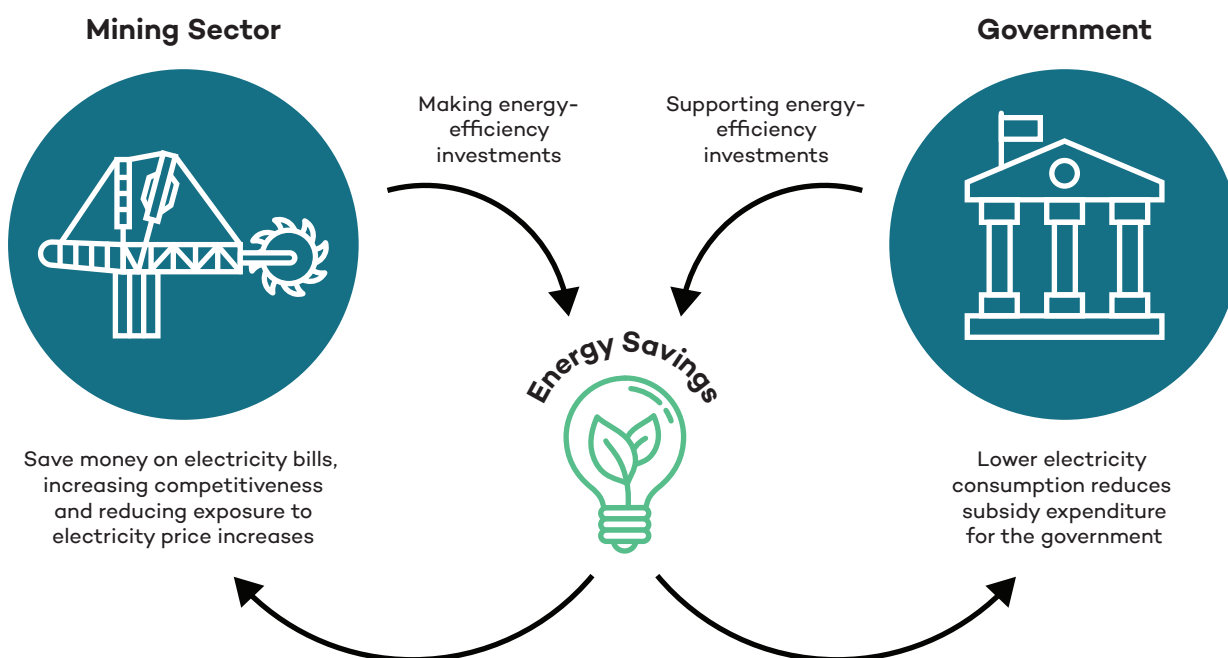 Mining Sector
Government
Making energy-
efficiency
investments
Supporting energy-
efficiency
investments
Energy Savings
Save money on electricity bills,
increasing competitiveness
and reducing exposure to
electricity price increases
Lower electricity
consumption reduces
subsidy expenditure
for the government